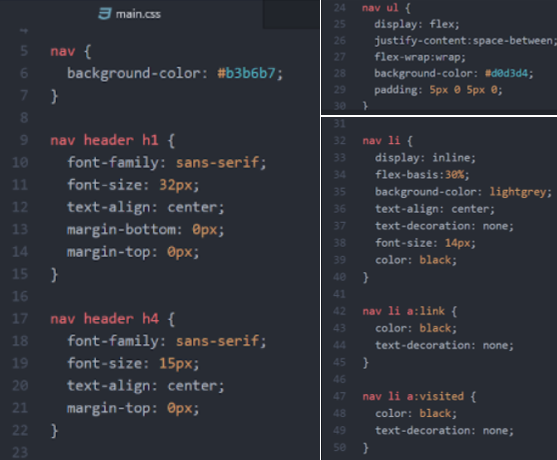 main.css
4
5 nav {
6 background-color: #b3b6b7;
7 }
8
9 nav header h1 {
10 font-family: sans-serif;
11 font-size: 32px;
12 text-align: center;
13 margin-bottom: 0px;
14 margin-top: 0px;
15 }
16
17 nav header h4 {
18 font-family: sans-serif;
19 font-size: 15px;
20 text-align: center;
21 margin-top: 0px;
22 }
23
24 nav ul {
25 display: flex;
26 justify-content:space-between;
27 flex-wrap:wrap;
28 background-color: #d0d3d4;
29 padding: 5px 0 5px 0;
30 }
31
32 nav li {
33 display: inline;
34 flex-basis:30%;
35 background-color: lightgrey;
36 text-align: center;
37 text-decoration: none;
38 font-size: 14px;
39 color: black;
40 }
41
42 nav li a:link {
43 color: black;
44 text-decoration: none;
45 }
46
47 nav li a:visited {
48 color: black;
49 text-decoration: none;
50 }